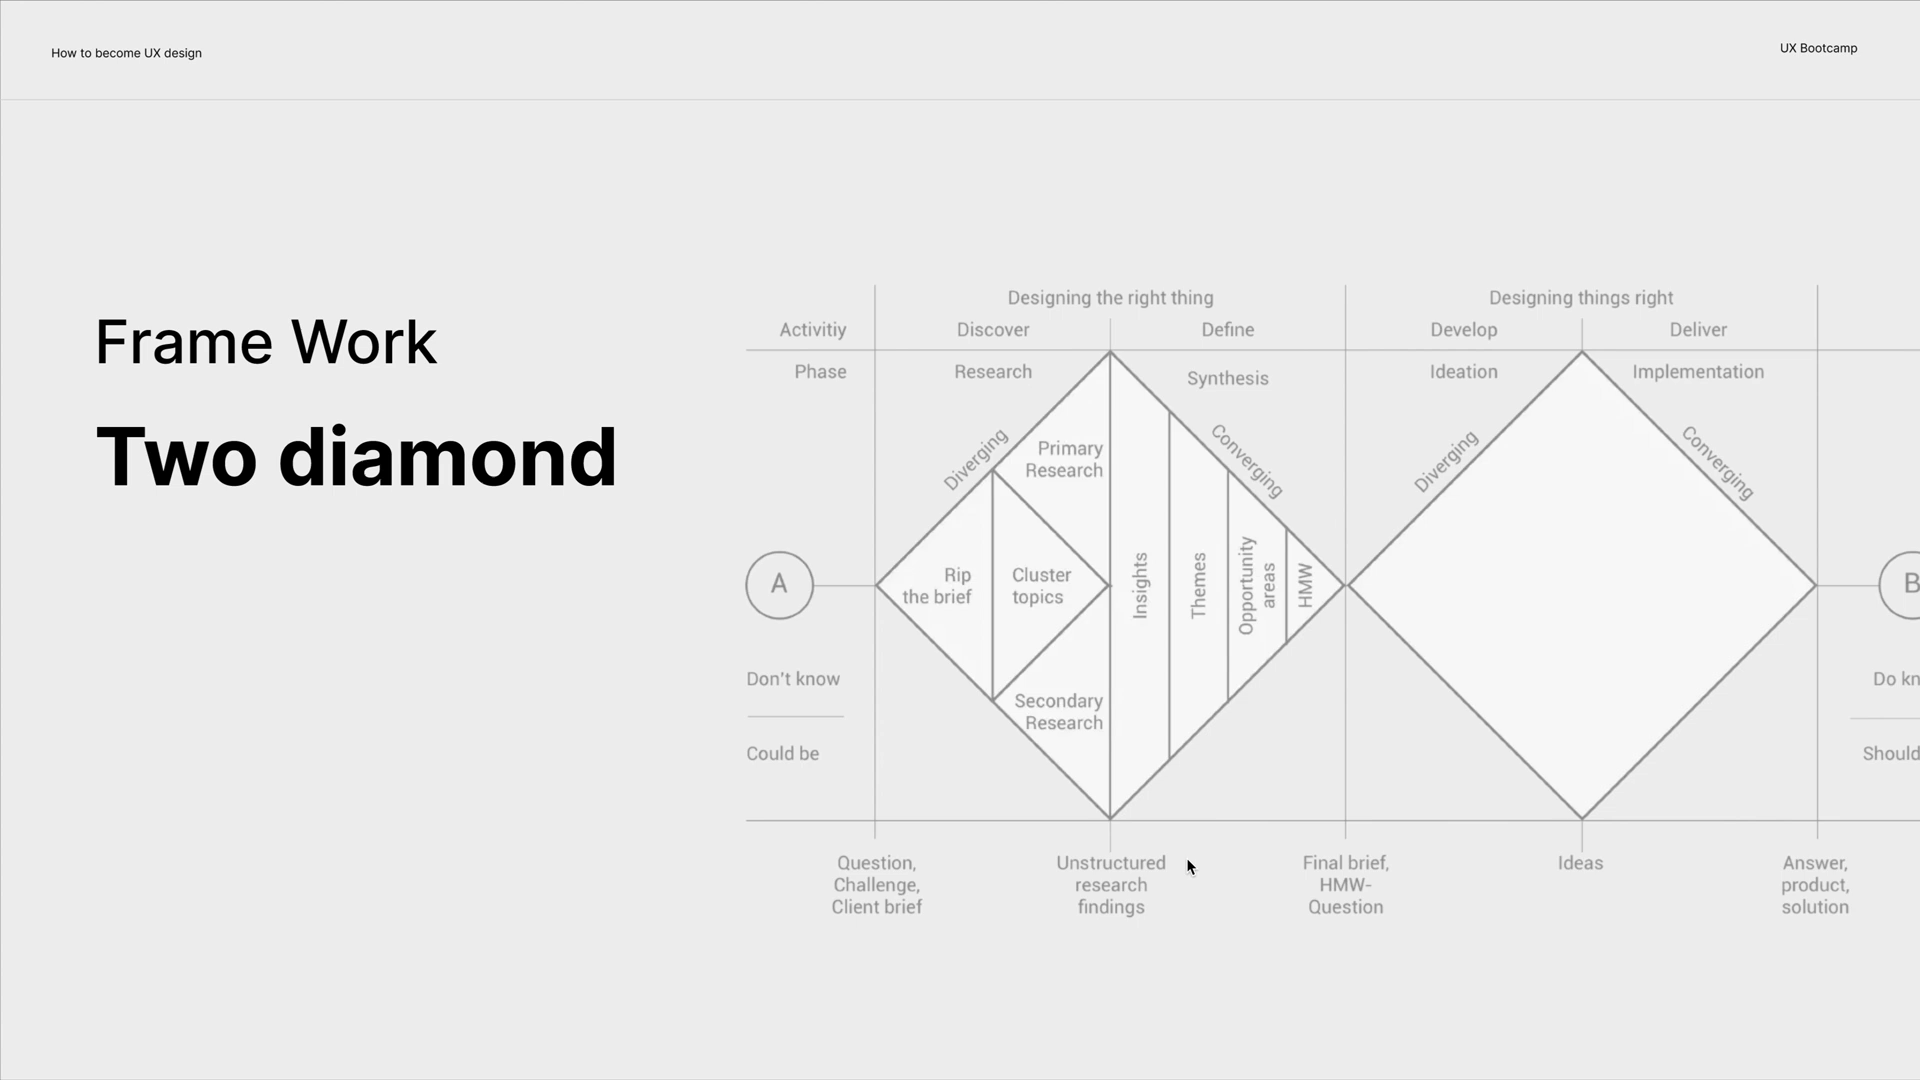 How to become UX design
UX Bootcamp
Frame Work
Two diamond
Designing the right thing
Designing things right
Activitiy
Discover
Define
Develop
Deliver
Phase
Research
Synthesis
Ideation
Implementation
Diverging
Converging
Diverging
Converging
Primary
Research
Rip
the brief
Cluster
topics
Secondary
Research
Insights
Themes
Opportunity
areas
HMW
A
B
Don't know
Could be
Do kn
Should
Question,
Challenge,
Client brief
Unstructured
research
findings
Final brief,
HMW-
Question
Ideas
Answer,
product,
solution